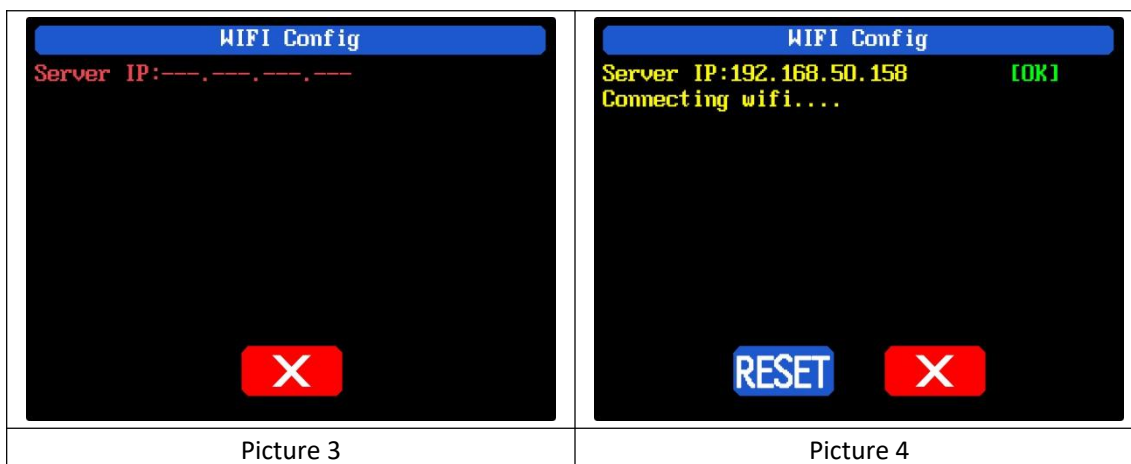 WIFI Config
Server IP:---.---.---.---
X
Picture 3
WIFI Config
Server IP:192.168.50.158 [OK]
Connecting wifi....
RESET X
Picture 4